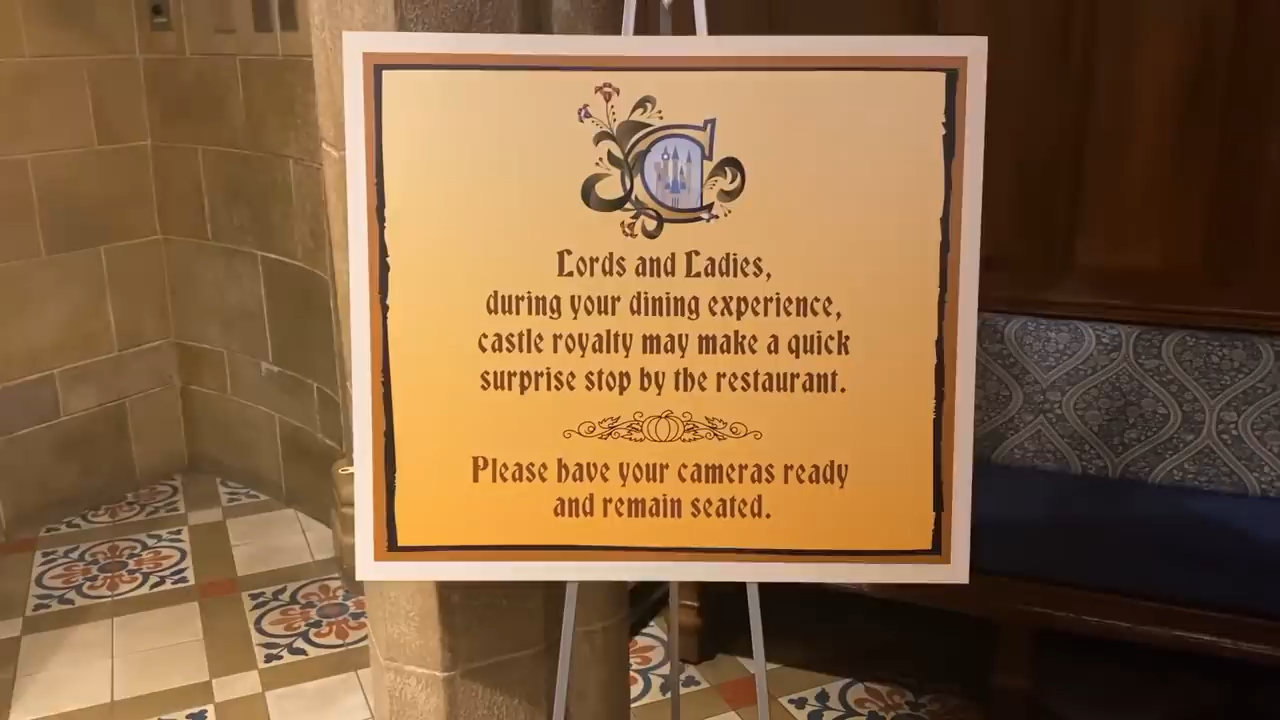 C
Lords and Ladies,
during your dining experience,
castle royalty may make a quick
surprise stop by the restaurant.
Please have your cameras ready
and remain seated.